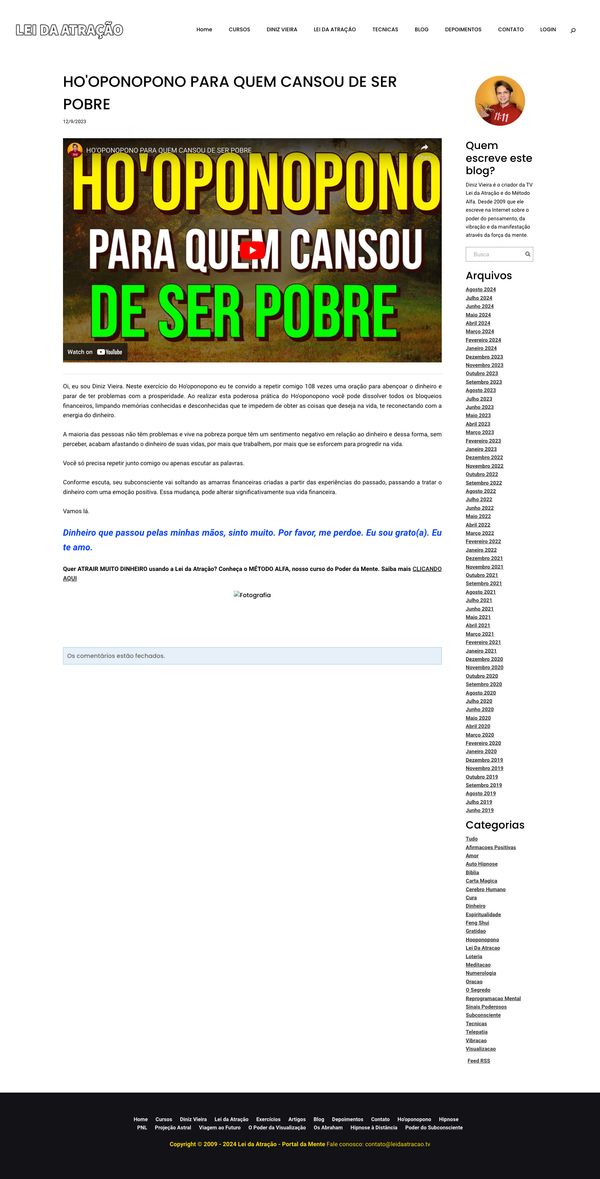 LEI DA ATRAÇÃO
Home CURSOS DINIZ VIEIRA LEI DA ATRAÇÃO TECNICAS BLOG DEPOIMENTOS CONTATO LOGIN
HO'OPONOPONO PARA QUEM CANSOU DE SER
POBRE
12/9/2023
HO'OPONOPONO PARA QUEM CANSOU DE SER POBRE
HO'OPONOPONO
PARA QUEM CANSOU
DE SER POBRE
Watch on YouTube
Oi, eu sou Diniz Vieira. Neste exercício do Ho'oponopono eu te convido a repetir comigo 108 vezes uma oração para abençoar o dinheiro e
parar de ter problemas com a prosperidade. Ao realizar esta poderosa prática do Ho'oponopono você pode dissolver todos os bloqueios
financeiros, limpando memórias conhecidas e desconhecidas que te impedem de obter as coisas que deseja na vida, te reconectando com a
energia do dinheiro.
A maioria das pessoas não têm problemas e vive na pobreza porque têm um sentimento negativo em relação ao dinheiro e dessa forma, sem
perceber, acabam afastando o dinheiro de suas vidas, por mais que trabalhem, por mais que se esforcem para progredir na vida.
Você só precisa repetir junto comigo ou apenas escutar as palavras.
Conforme escuta, seu subconsciente vai soltando as amarras financeiras criadas a partir das experiências do passado, passando a tratar o
dinheiro com uma emoção positiva. Essa mudança, pode alterar significativamente sua vida financeira.
Vamos lá.
Dinheiro que passou pelas minhas mãos, sinto muito. Por favor, me perdoe. Eu sou grato(a). Eu
te amo.
Quer ATRAIR MUITO DINHEIRO usando a Lei da Atração? Conheça o MÉTODO ALFA, nosso curso do Poder da Mente. Saiba mais CLICANDO
AQUI
Fotografia
Os comentários estão fechados.
11:11
Quem
escreve este
blog?
Diniz Vieira é o criador da TV
Lei da Atração e do Método
Alfa. Desde 2009 que ele
escreve na Internet sobre o
poder do pensamento, da
vibração e da manifestação
através da força da mente.
Busca
Arquivos
Agosto 2024
Julho 2024
Junho 2024
Maio 2024
Abril 2024
Março 2024
Fevereiro 2024
Janeiro 2024
Dezembro 2023
Novembro 2023
Outubro 2023
Setembro 2023
Agosto 2023
Julho 2023
Junho 2023
Maio 2023
Abril 2023
Março 2023
Fevereiro 2023
Janeiro 2023
Dezembro 2022
Novembro 2022
Outubro 2022
Setembro 2022
Agosto 2022
Julho 2022
Junho 2022
Maio 2022
Abril 2022
Março 2022
Fevereiro 2022
Janeiro 2022
Dezembro 2021
Novembro 2021
Outubro 2021
Setembro 2021
Agosto 2021
Julho 2021
Junho 2021
Maio 2021
Abril 2021
Março 2021
Fevereiro 2021
Janeiro 2021
Dezembro 2020
Novembro 2020
Outubro 2020
Setembro 2020
Agosto 2020
Julho 2020
Junho 2020
Maio 2020
Abril 2020
Março 2020
Fevereiro 2020
Janeiro 2020
Dezembro 2019
Novembro 2019
Outubro 2019
Setembro 2019
Agosto 2019
Julho 2019
Junho 2019
Categorias
Tudo
Afirmacoes Positivas
Amor
Auto Hipnose
Biblia
Carta Magica
Cerebro Humano
Cura
Dinheiro
Espiritualidade
Feng Shui
Gratidao
Hooponopono
Lei Da Atracao
Loteria
Meditacao
Numerologia
Oracao
O Segredo
Reprogramacao Mental
Sinais Poderosos
Subconsciente
Tecnicas
Telepatia
Vibracao
Visualizacao
Feed RSS
Home Cursos Diniz Vieira Lei da Atração Exercícios Artigos Blog Depoimentos Contato Ho'oponopono Hipnose
PNL Projeção Astral Viagem ao Futuro O Poder da Visualização Os Abraham Hipnose à Distância Poder do Subconsciente
Copyright © 2009 - 2024 Lei da Atração - Portal da Mente Fale conosco: contato@leidaatracao.tv